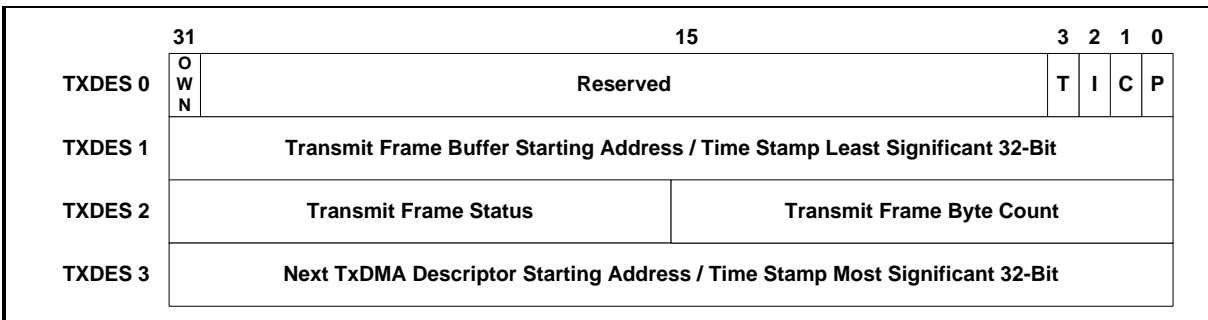 31 15 3 2 1 0
TXDES 0 OWN Reserved T I C P
TXDES 1 Transmit Frame Buffer Starting Address / Time Stamp Least Significant 32-Bit
TXDES 2 Transmit Frame Status Transmit Frame Byte Count
TXDES 3 Next TxDMA Descriptor Starting Address / Time Stamp Most Significant 32-Bit